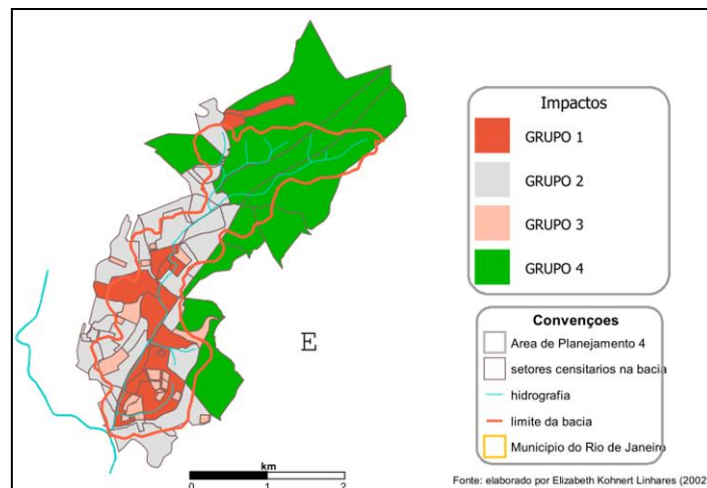 Impactos
GRUPO 1
GRUPO 2
GRUPO 3
GRUPO 4
E
Convençoes
Area de Planejamento 4
setores censitarios na bacia
hidrografia
limite da bacia
Municipio do Rio de Janeiro
km
0 1 2
Fonte: elaborado por Elizabeth Kohnert Linhares (2002